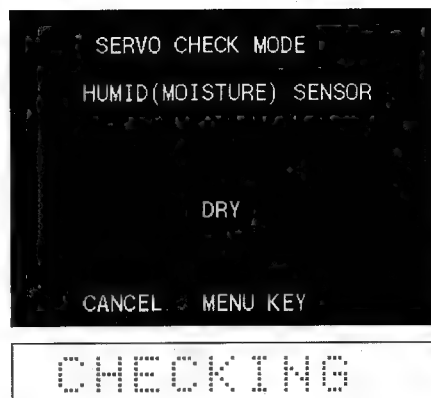 SERVO CHECK MODE
HUMID(MOISTURE) SENSOR
DRY
CANCEL : MENU KEY
CHECKING